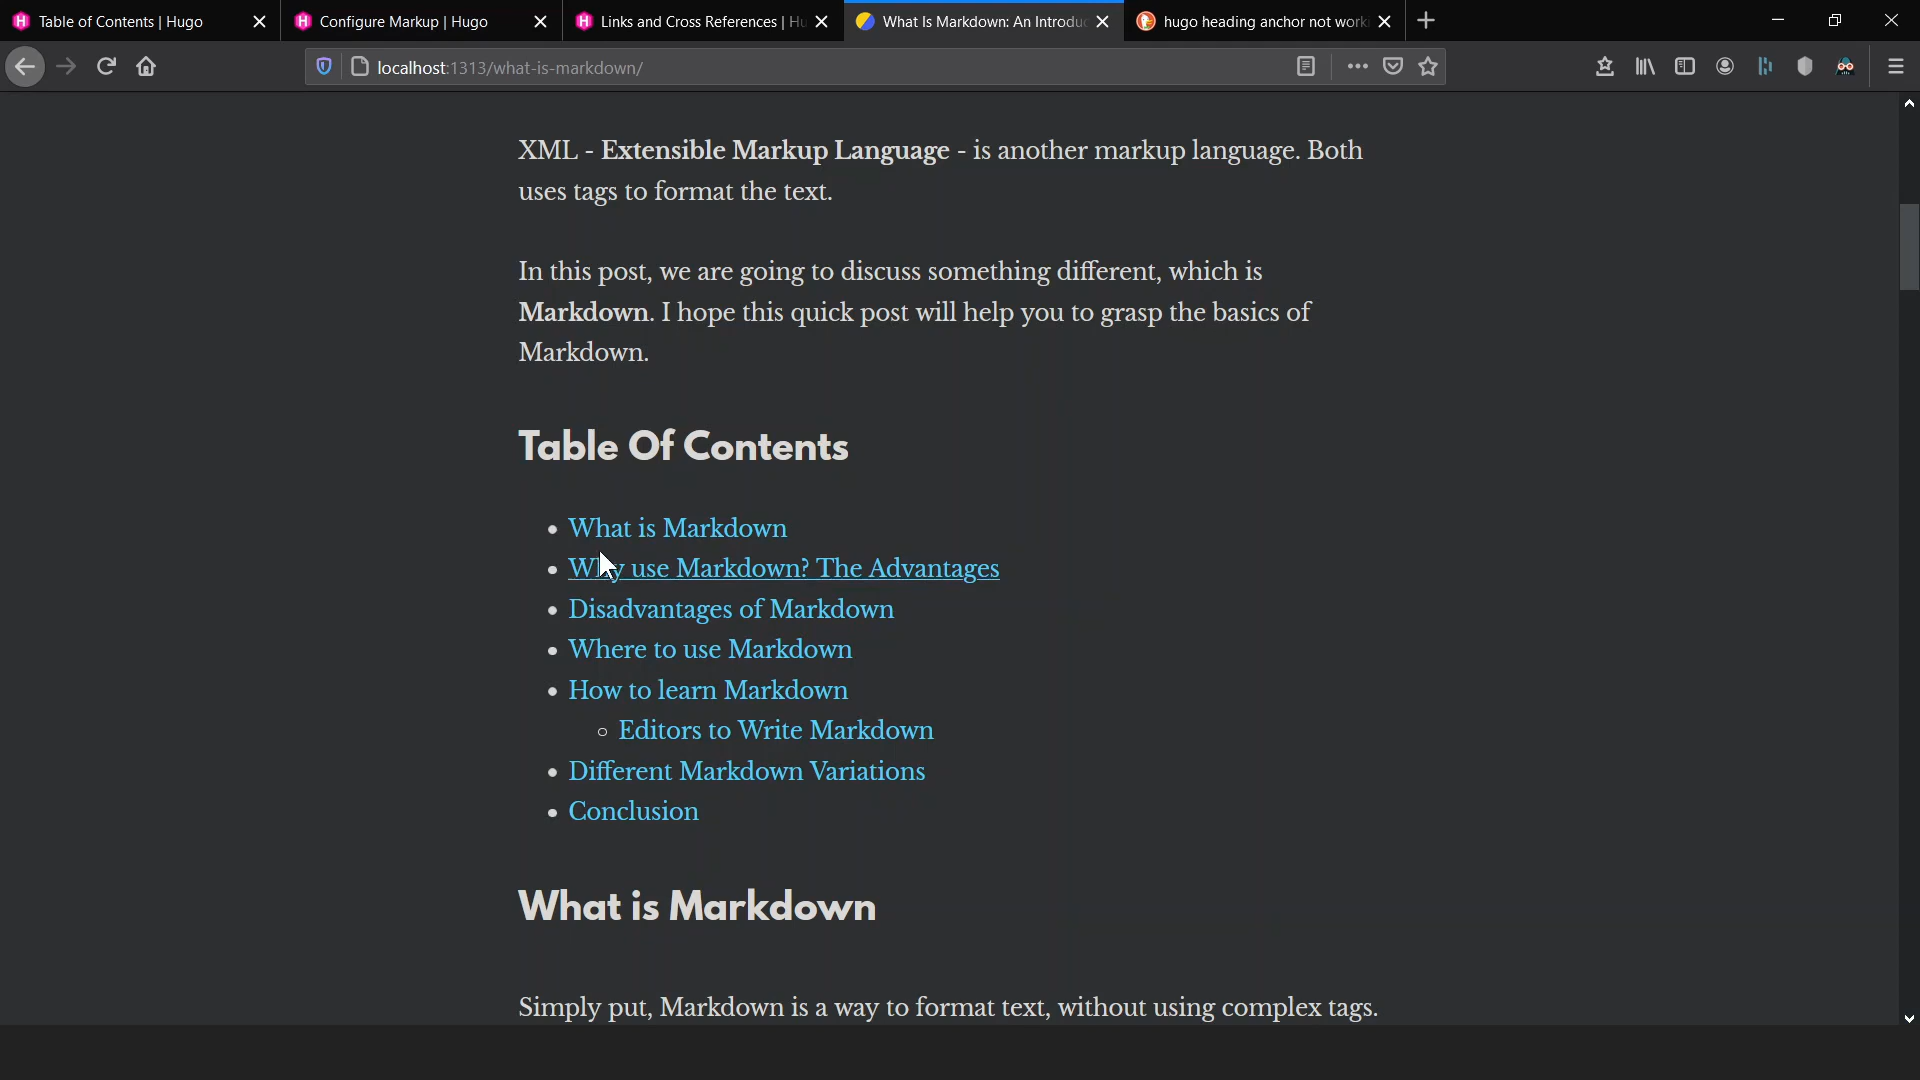 Table of Contents | Hugo
Configure Markup | Hugo
Links and Cross References | Hu
What Is Markdown: An Introduc
hugo heading anchor not worki
localhost:1313/what-is-markdown/
XML - Extensible Markup Language - is another markup language. Both
uses tags to format the text.
In this post, we are going to discuss something different, which is
Markdown. I hope this quick post will help you to grasp the basics of
Markdown.
Table Of Contents
What is Markdown
Why use Markdown? The Advantages
Disadvantages of Markdown
Where to use Markdown
How to learn Markdown
Editors to Write Markdown
Different Markdown Variations
Conclusion
What is Markdown
Simply put, Markdown is a way to format text, without using complex tags.